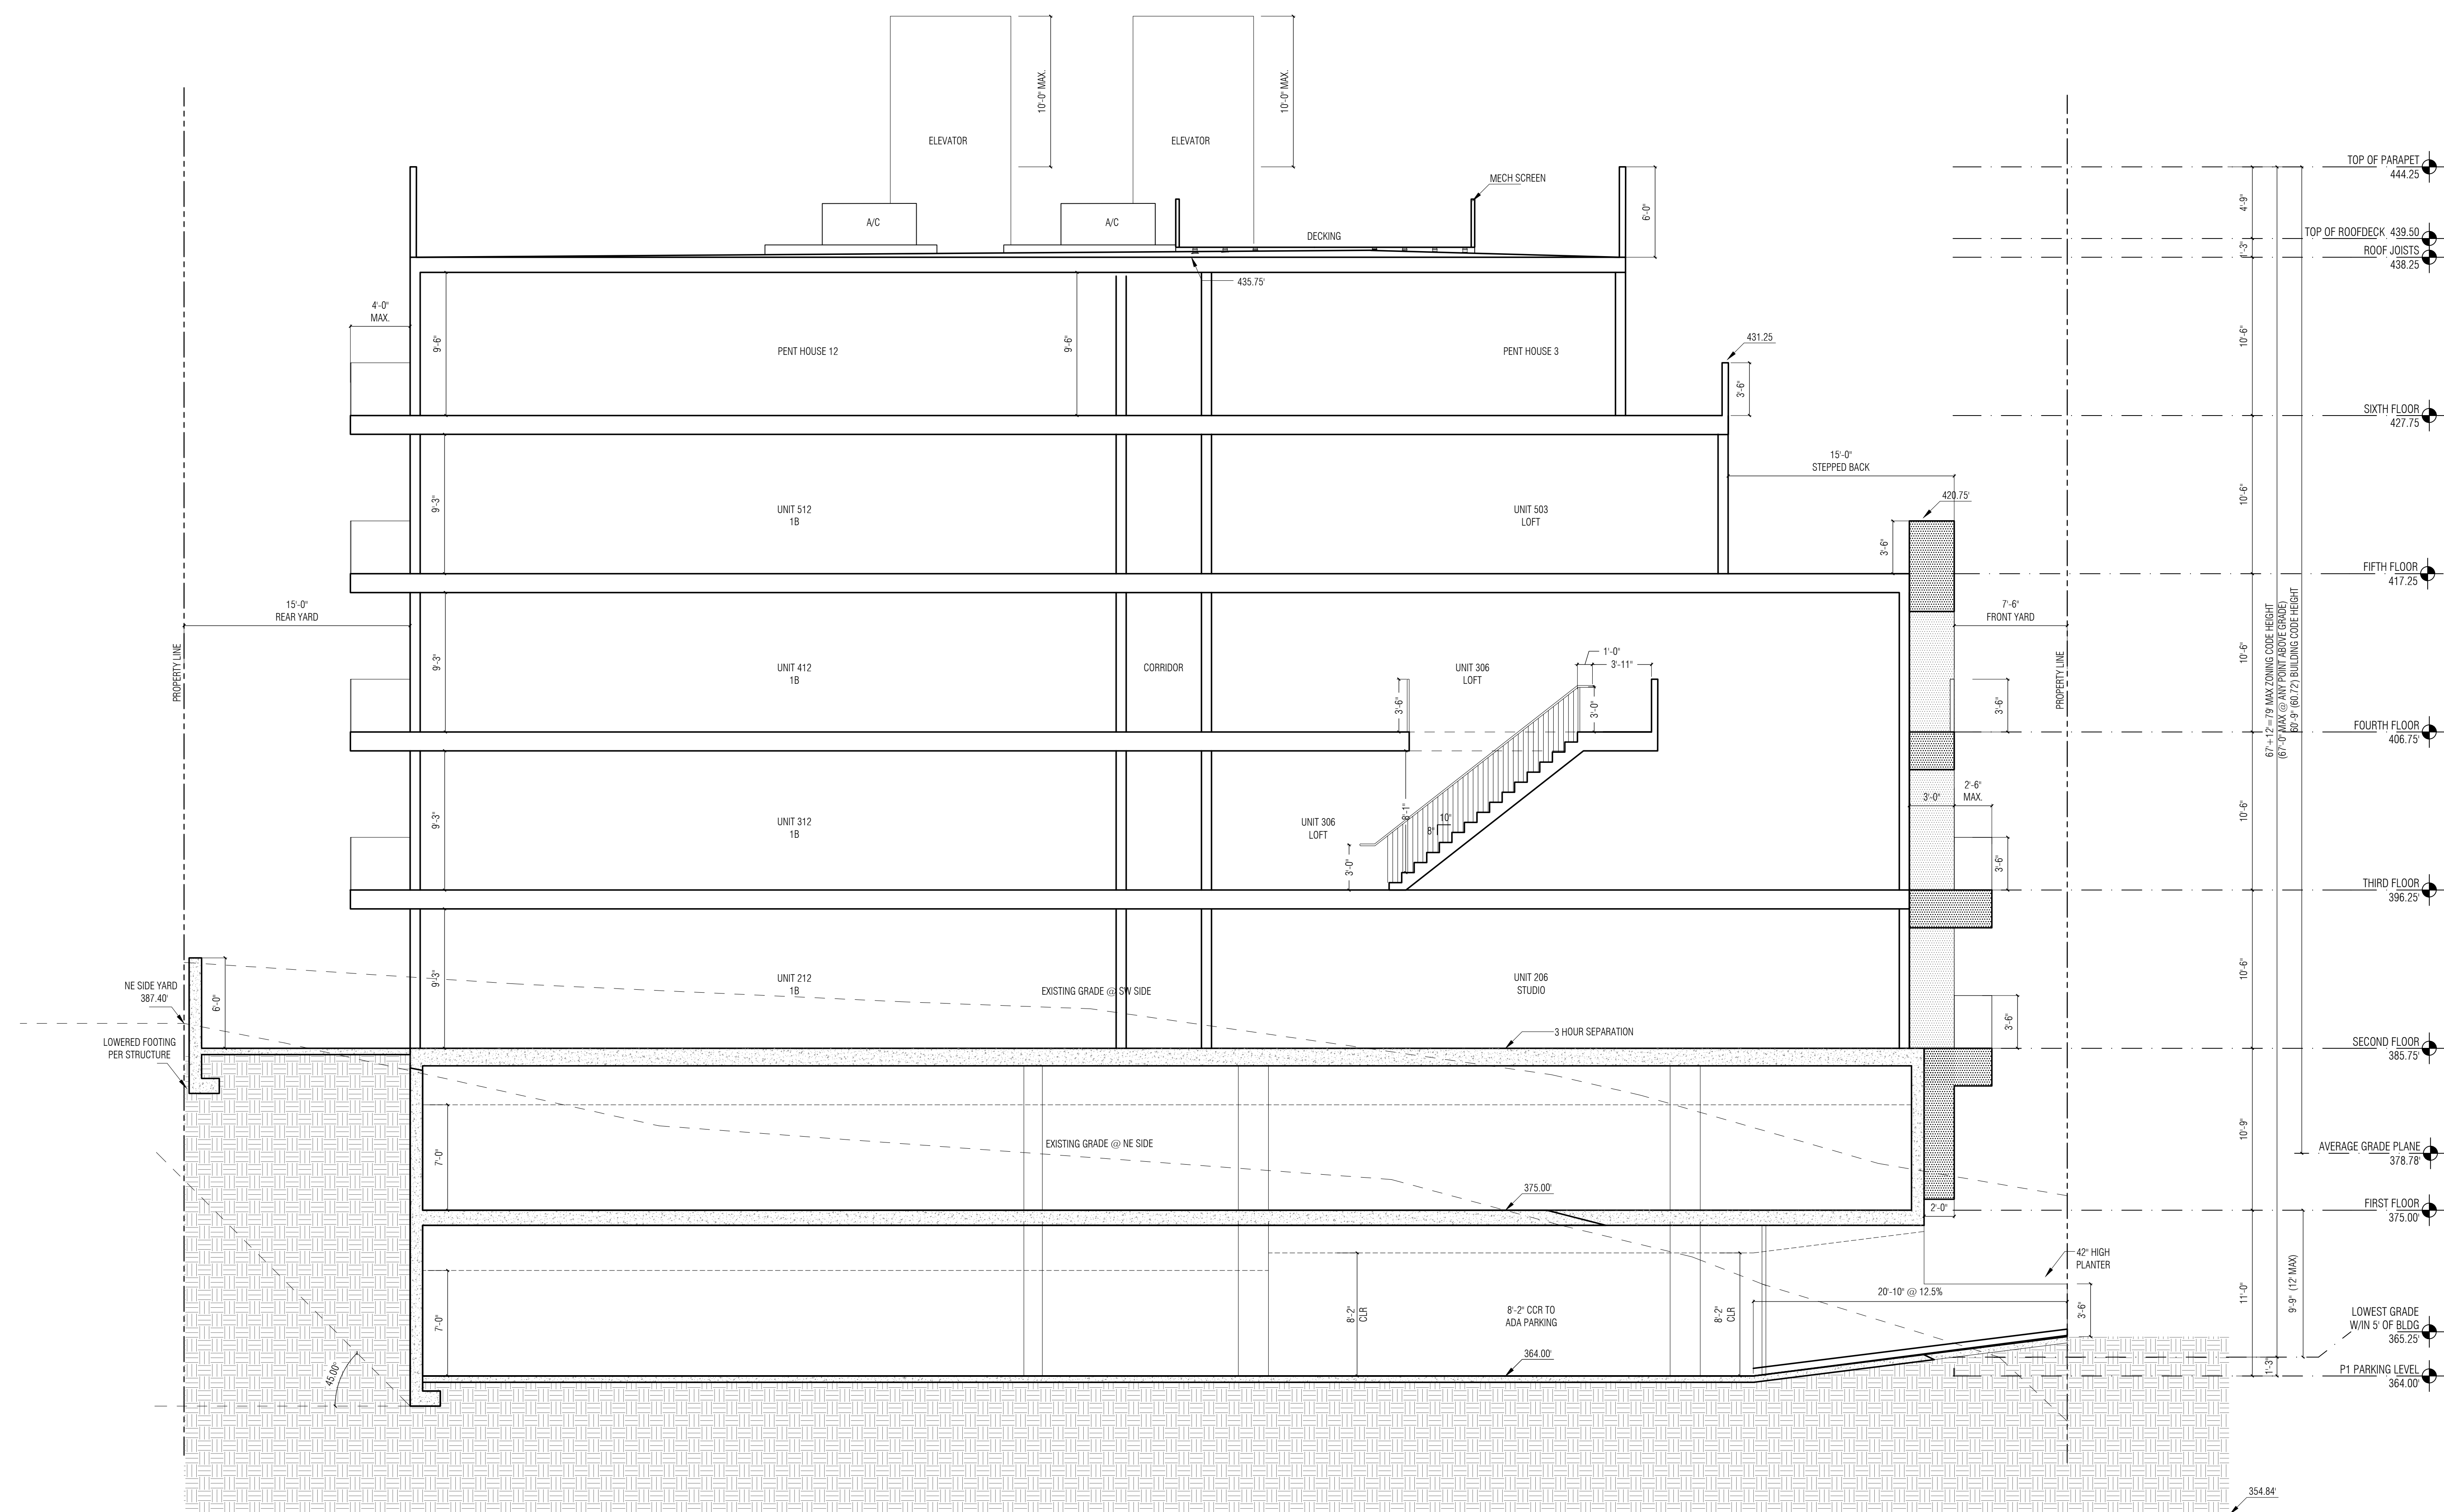 10'-0" MAX.
10'-0" MAX.
ELEVATOR
ELEVATOR
TOP OF PARAPET
444.25
MECH SCREEN
4'-9"
6'-0"
A/C
A/C
DECKING
TOP OF ROOFDECK 439.50
1'-3"
ROOF JOISTS
438.25
435.75'
4'-0"
MAX.
9'-6"
9'-6"
10'-6"
431.25
PENT HOUSE 12
PENT HOUSE 3
3'-6"
SIXTH FLOOR
427.75
15'-0"
STEPPED BACK
9'-3"
10'-6"
420.75'
UNIT 512
1B
UNIT 503
LOFT
3'-6"
FIFTH FLOOR
417.25
15'-0"
REAR YARD
7'-6"
FRONT YARD
PROPERTY LINE
9'-3"
UNIT 412
1B
CORRIDOR
UNIT 306
LOFT
1'-0"
3'-11"
3'-6"
3'-0"
3'-6"
PROPERTY LINE
10'-6"
67'+12'=79' MAX ZONING CODE HEIGHT
(67'-0" MAX @ ANY POINT ABOVE GRADE)
60'-9" (60.72') BUILDING CODE HEIGHT
FOURTH FLOOR
406.75'
9'-3"
UNIT 312
1B
UNIT 306
LOFT
8'-1"
10"
8"
3'-0"
3'-0"
2'-6"
MAX.
3'-6"
10'-6"
THIRD FLOOR
396.25'
9'-3"
UNIT 212
1B
UNIT 206
STUDIO
10'-6"
NE SIDE YARD
387.40'
6'-0"
EXISTING GRADE @ SW SIDE
3'-6"
LOWERED FOOTING
PER STRUCTURE
3 HOUR SEPARATION
SECOND FLOOR
385.75'
EXISTING GRADE @ NE SIDE
7'-0"
10'-9"
AVERAGE GRADE PLANE
378.78'
375.00'
2'-0"
FIRST FLOOR
375.00'
42" HIGH
PLANTER
20'-10" @ 12.5%
8'-2"
CLR
8'-2" CCR TO
ADA PARKING
8'-2"
CLR
7'-0"
3'-6"
11'-0"
9'-9" (12' MAX)
LOWEST GRADE
W/IN 5' OF BLDG
365.25'
364.00'
45.00°
1'-3"
P1 PARKING LEVEL
364.00'
354.84'